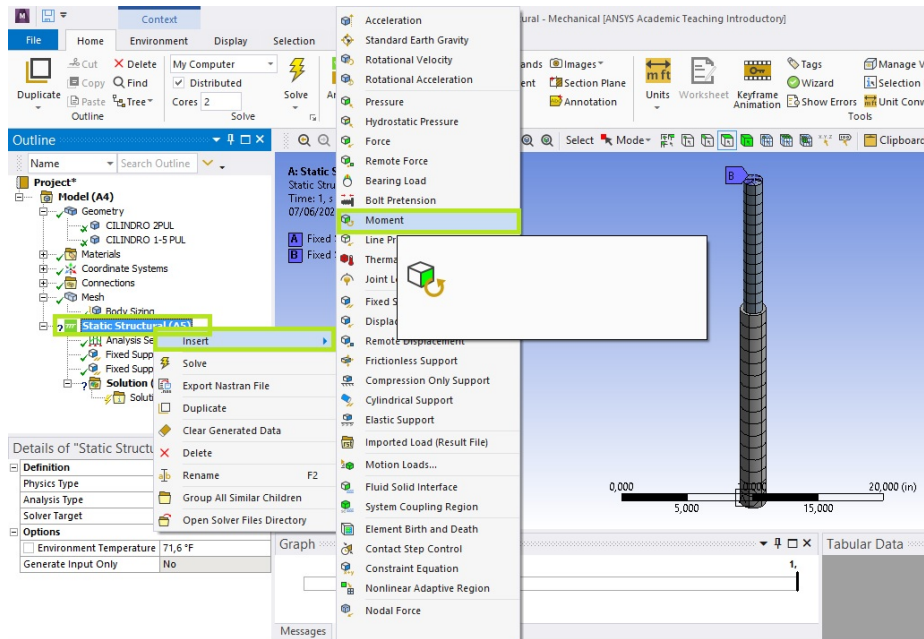 Context
ural - Mechanical [ANSYS Academic Teaching Introductory]
File Home Environment Display Selection
Cut Delete My Computer
Copy Find Distributed
Duplicate Paste Tree Cores 2 Solve
Outline Solve
ands Images Tags Manage V
ent Section Plane Units Worksheet Keyframe Animation Wizard Selection
Annotation Show Errors Unit Conv
Tools
Outline
Name Search Outline
Select Mode Clipboard
Project*
Model (A4)
Geometry
CILINDRO 2PUL
CILINDRO 1-5 PUL
Materials
Coordinate Systems
Connections
Mesh
Body Sizing
Static Structural (A5)
Analysis Se
Fixed Supp
Fixed Supp
Solution (
Soluti
A: Static S
Static Stru
Time: 1, s
07/06/202
A Fixed
B Fixed
Insert
Solve
Export Nastran File
Duplicate
Clear Generated Data
Delete
Rename F2
Group All Similar Children
Open Solver Files Directory
Acceleration
Standard Earth Gravity
Rotational Velocity
Rotational Acceleration
Pressure
Hydrostatic Pressure
Force
Remote Force
Bearing Load
Bolt Pretension
Moment
Line Pr
Therma
Joint L
Fixed S
Displac
Remote Displacement
Frictionless Support
Compression Only Support
Cylindrical Support
Elastic Support
Imported Load (Result File)
Motion Loads...
Fluid Solid Interface
System Coupling Region
Element Birth and Death
Contact Step Control
Constraint Equation
Nonlinear Adaptive Region
Nodal Force
B
0,000 20,000 (in)
5,000 15,000
Details of "Static Structu
Definition
Physics Type
Analysis Type
Solver Target
Options
Environment Temperature 71,6 °F
Generate Input Only No
Graph
1,
Messages
Tabular Data